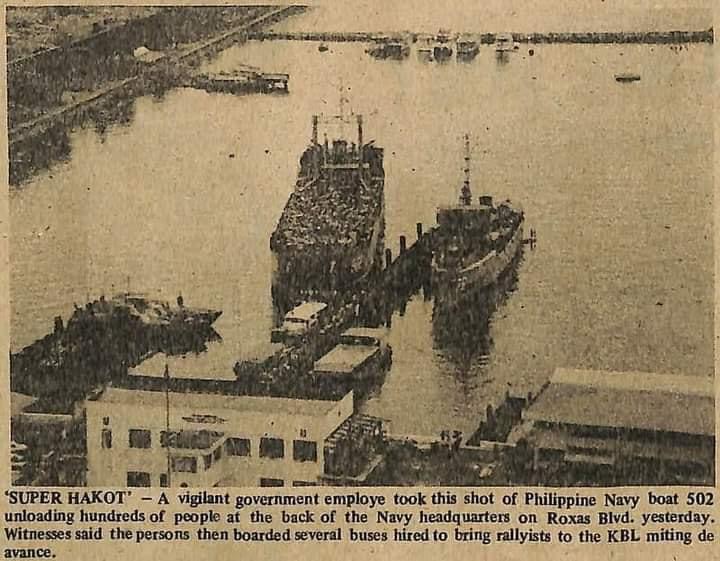 'SUPER HAKOT' — A vigilant government employe took this shot of Philippine Navy boat 502
unloading hundreds of people at the back of the Navy headquarters on Roxas Blvd. yesterday.
Witnesses said the persons then boarded several buses hired to bring rallyists to the KBL miting de
avance.